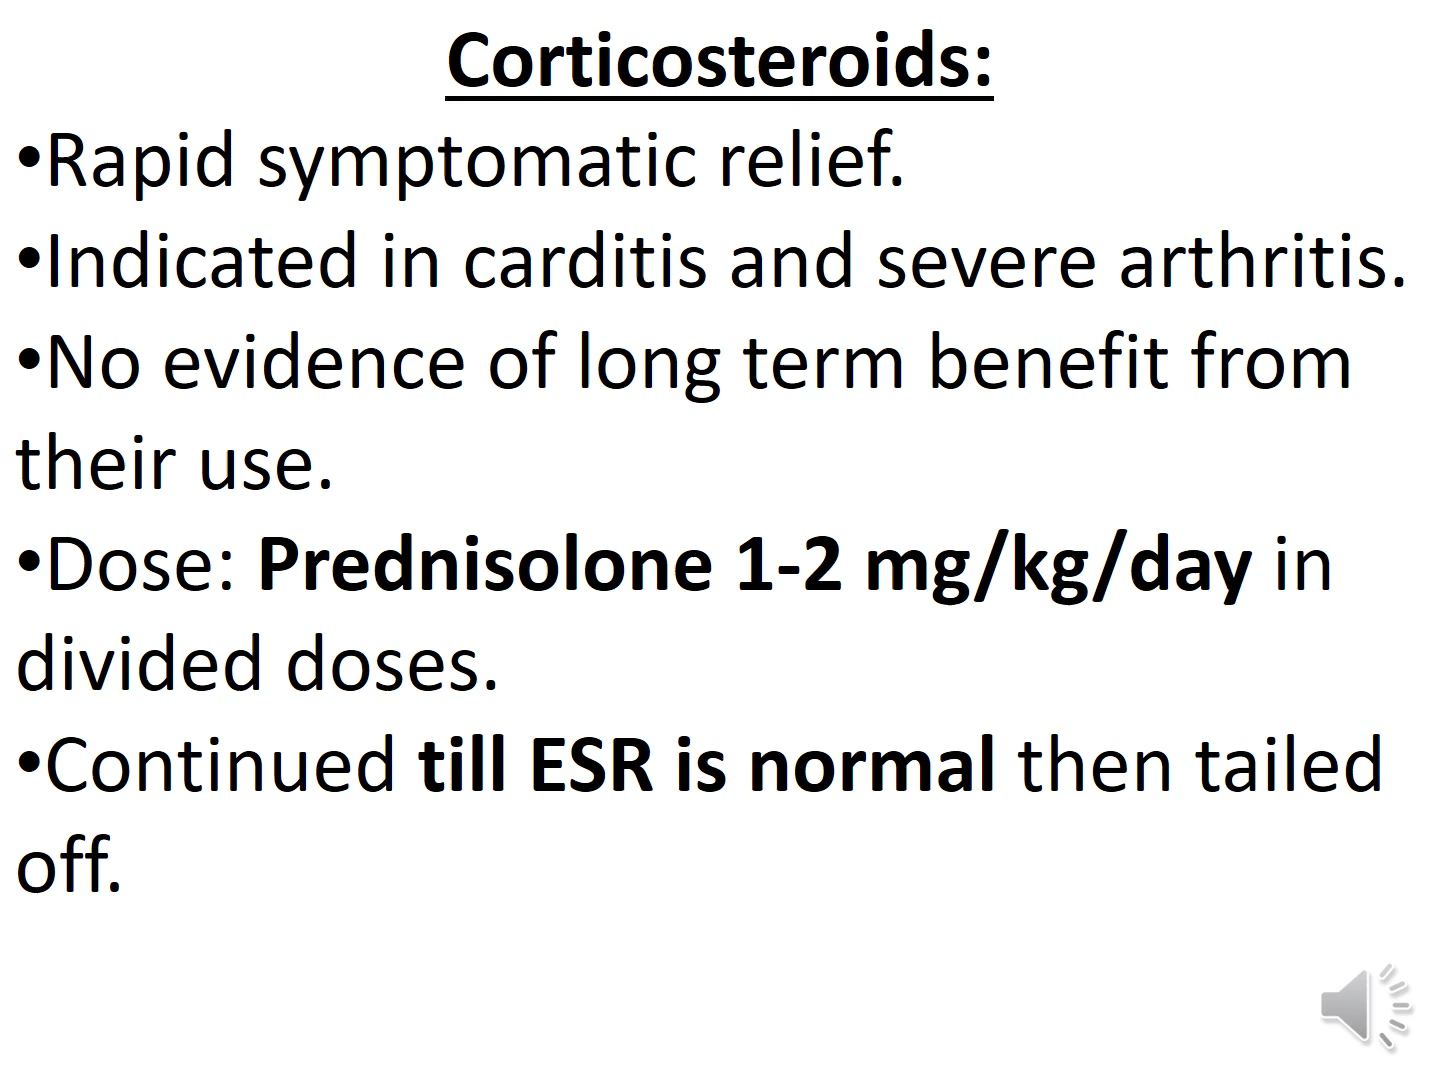 Corticosteroids:
•Rapid symptomatic relief.
•Indicated in carditis and severe arthritis.
•No evidence of long term benefit from
their use.
•Dose: Prednisolone 1-2 mg/kg/day in
divided doses.
•Continued till ESR is normal then tailed
off.